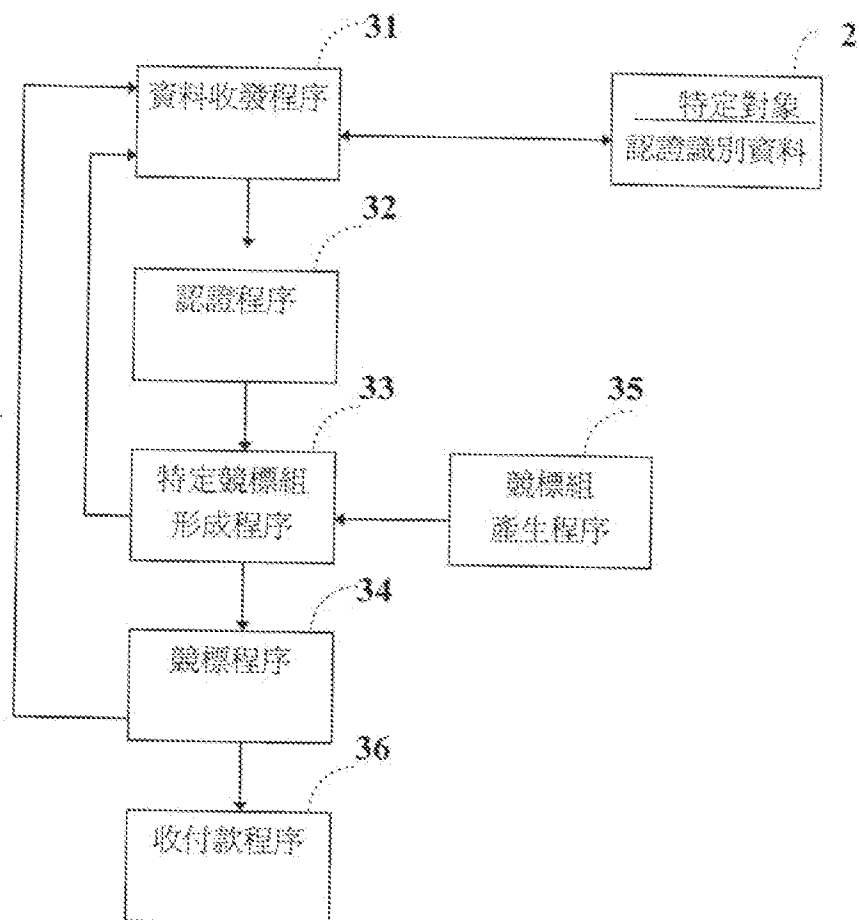 31
2
資料收發程序
特定對象
認證識別資料
32
認證程序
33
35
特定競標組
形成程序
競標組
產生程序
34
競標程序
36
收付款程序